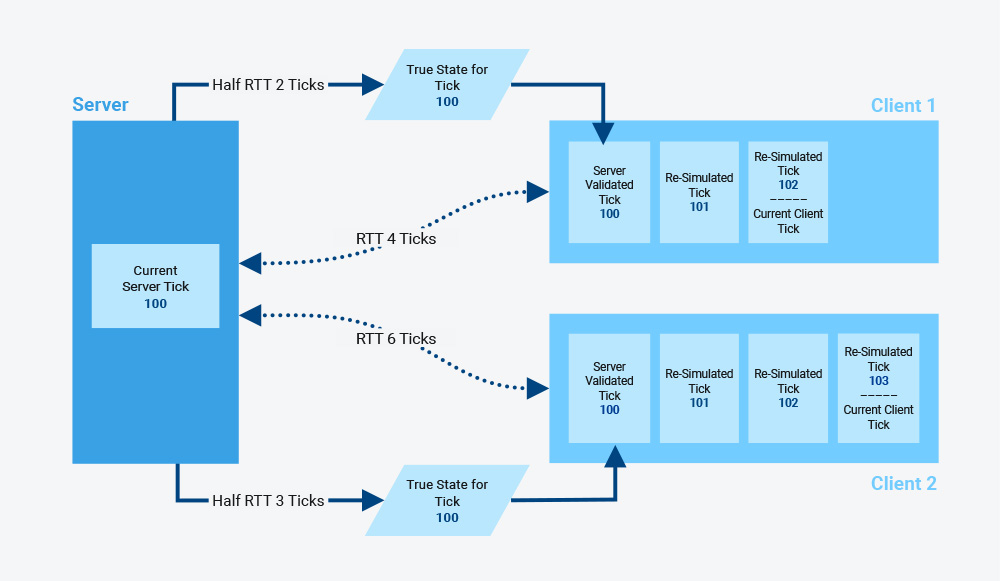 Half RTT 2 Ticks
True State for
Tick
100
Server
Client 1
Server
Validated
Tick
100
Re-Simulated
Tick
101
Re-Simulated
Tick
102
-----
Current Client
Tick
RTT 4 Ticks
Current
Server Tick
100
RTT 6 Ticks
Server
Validated
Tick
100
Re-Simulated
Tick
101
Re-Simulated
Tick
102
Re-Simulated
Tick
103
-----
Current Client
Tick
Half RTT 3 Ticks
True State for
Tick
100
Client 2